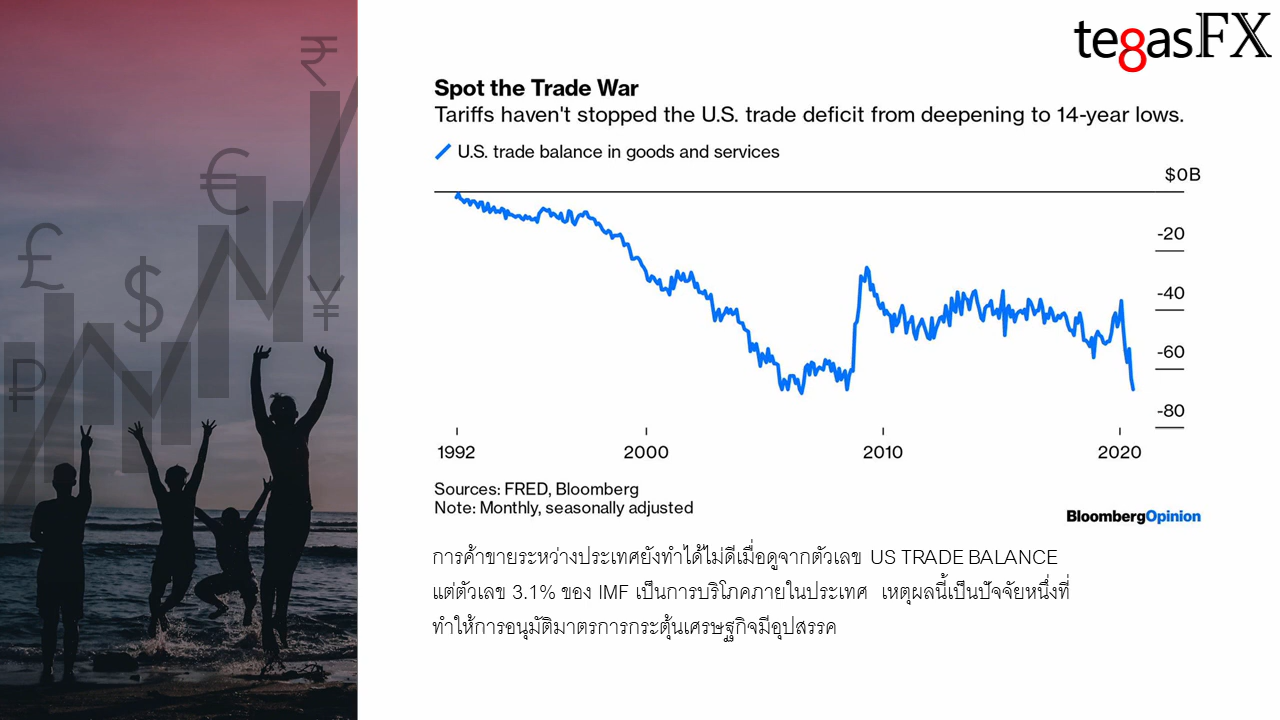 te8asFX
Spot the Trade War
Tariffs haven't stopped the U.S. trade deficit from deepening to 14-year lows.
U.S. trade balance in goods and services
$0B
-20
-40
-60
-80
1992 2000 2010 2020
Sources: FRED, Bloomberg
Note: Monthly, seasonally adjusted
BloombergOpinion
การค้าขายระหว่างประเทศยังทำได้ไม่ดีเมื่อดูจากตัวเลข US TRADE BALANCE
แต่ตัวเลข 3.1% ของ IMF เป็นการบริโภคภายในประเทศ เหตุผลนี้เป็นปัจจัยหนึ่งที่
ทำให้การอนุมัติมาตรการกระตุ้นเศรษฐกิจมีอุปสรรค
₹
€
£
$
¥
₽